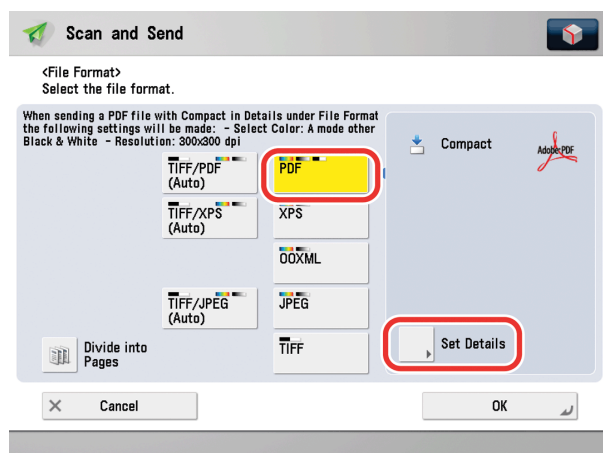 Scan and Send
<File Format>
Select the file format.
When sending a PDF file with Compact in Details under File Format
the following settings will be made: - Select Color: A mode other
Black & White - Resolution: 300x300 dpi
TIFF/PDF
(Auto)
PDF
Compact
Adobe PDF
TIFF/XPS
(Auto)
XPS
OOXML
TIFF/JPEG
(Auto)
JPEG
Divide into
Pages
TIFF
Set Details
Cancel
OK